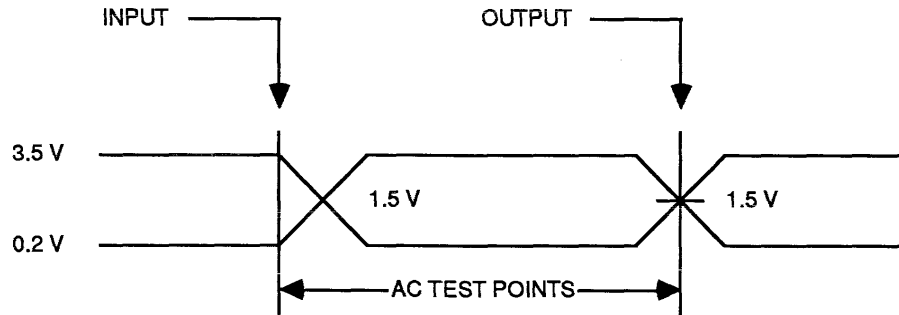 INPUT
OUTPUT
3.5 V
1.5 V
1.5 V
0.2 V
AC TEST POINTS